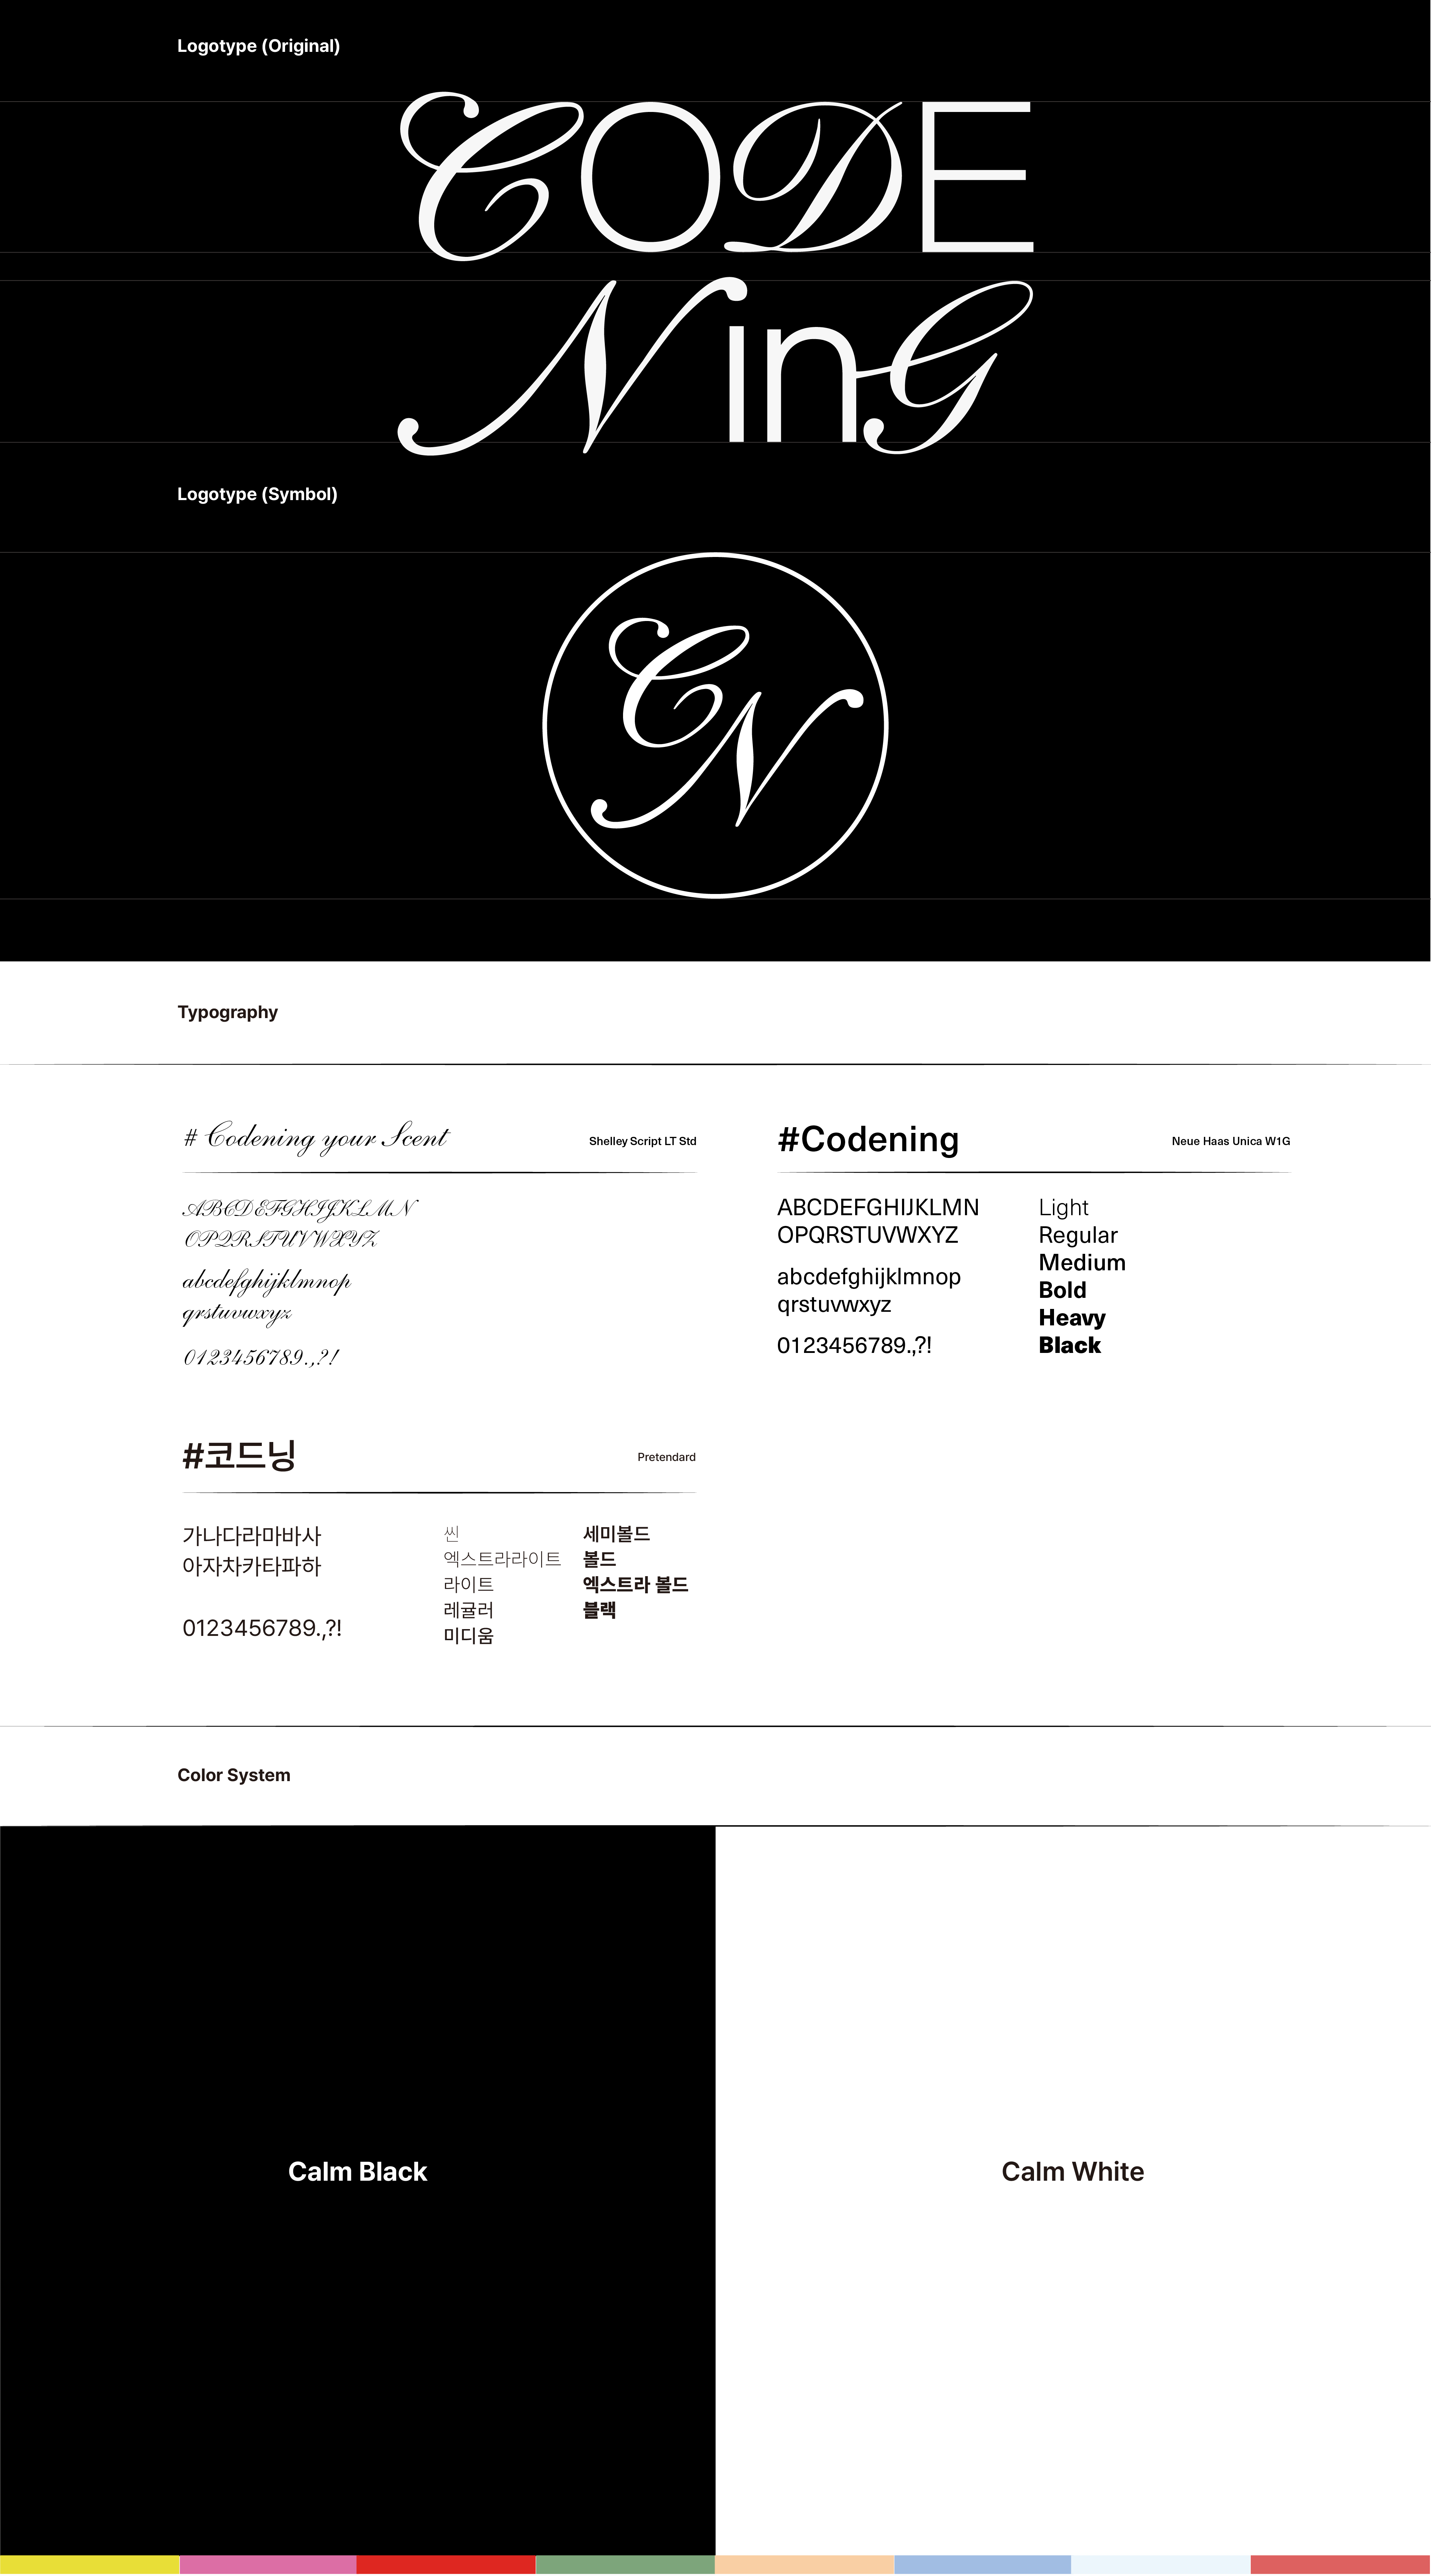 Logotype (Original)
CODE
NinG
Logotype (Symbol)
CN
Typography
# Codening your Scent
Shelley Script LT Std
ABCDEFGHIJKLMN
OPQRSTUVWXYZ
abcdefghijklmnop
qrstuvwxyz
0123456789.,?!
#Codening
Neue Haas Unica W1G
ABCDEFGHIJKLMN
OPQRSTUVWXYZ
abcdefghijklmnop
qrstuvwxyz
0123456789.,?!
Light
Regular
Medium
Bold
Heavy
Black
#코드닝
Pretendard
가나다라마바사
아자차카타파하
0123456789.,?!
씬
엑스트라라이트
라이트
레귤러
미디움
세미볼드
볼드
엑스트라 볼드
블랙
Color System
Calm Black
Calm White